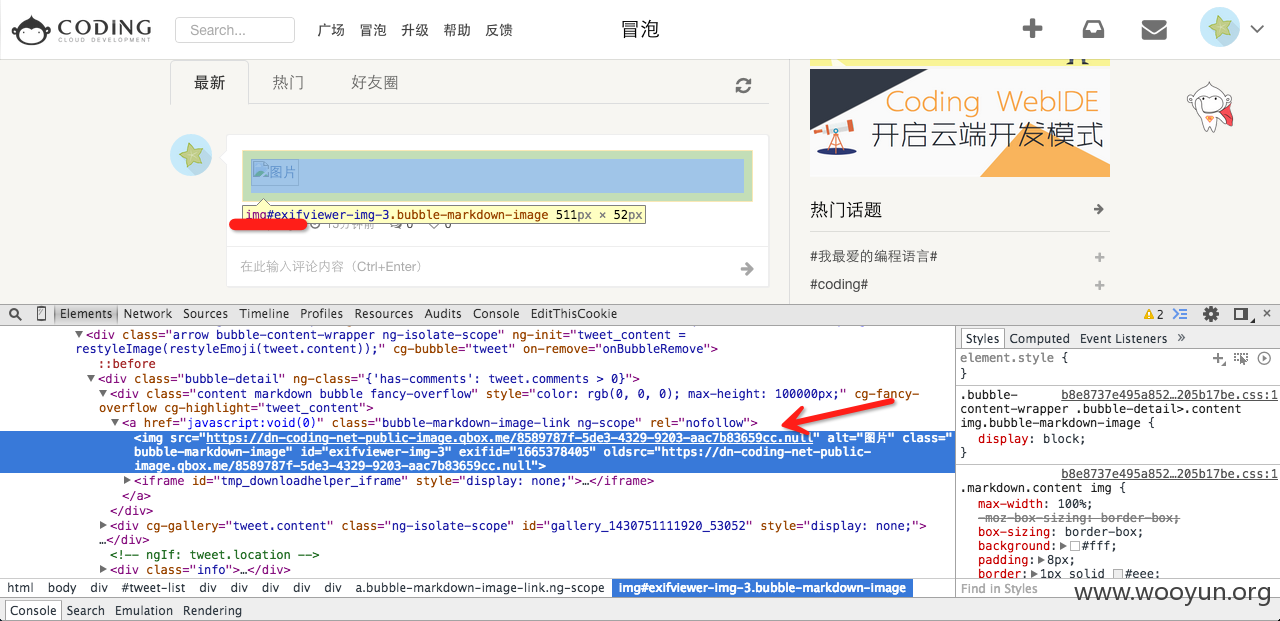 CODING
CLOUD DEVELOPMENT
Search...
广场 冒泡 升级 帮助 反馈
冒泡
最新 热门 好友圈
Coding WebIDE
开启云端开发模式
图片
img#exifviewer-img-3.bubble-markdown-image 511px × 52px
15分钟前 0 0
在此输入评论内容（Ctrl+Enter）
热门话题
#我最爱的编程语言#
#coding#
Elements Network Sources Timeline Profiles Resources Audits Console EditThisCookie
2
<div class="arrow bubble-content-wrapper ng-isolate-scope" ng-init="tweet_content =
restyleImage(restyleEmoji(tweet.content));" cg-bubble="tweet" on-remove="onBubbleRemove">
::before
<div class="bubble-detail" ng-class="{'has-comments': tweet.comments > 0}">
<div class="content markdown bubble fancy-overflow" style="color: rgb(0, 0, 0); max-height: 100000px;" cg-fancy-
overflow cg-highlight="tweet_content">
<a href="javascript:void(0)" class="bubble-markdown-image-link ng-scope" rel="nofollow">
<img src="https://dn-coding-net-public-image.qbox.me/8589787f-5de3-4329-9203-aac7b83659cc.null" alt="图片" class="
bubble-markdown-image" id="exifviewer-img-3" exifid="1665378405" oldsrc="https://dn-coding-net-public-
image.qbox.me/8589787f-5de3-4329-9203-aac7b83659cc.null">
<iframe id="tmp_downloadhelper_iframe" style="display: none;">…</iframe>
</a>
</div>
<div cg-gallery="tweet.content" class="ng-isolate-scope" id="gallery_1430751111920_53052" style="display: none;">
…</div>
<!-- ngIf: tweet.location -->
<div class="info">…</div>
Styles Computed Event Listeners »
element.style {
}
.bubble- b8e8737e495a852…205b17be.css:1
content-wrapper .bubble-detail>.content
img.bubble-markdown-image {
display: block;
}
b8e8737e495a852…205b17be.css:1
.markdown.content img {
max-width: 100%;
-moz-box-sizing: border-box;
box-sizing: border-box;
background: #fff;
padding: 8px;
border: 1px solid #eee;
Find in Styles
html body div #tweet-list div div div div div a.bubble-markdown-image-link.ng-scope img#exifviewer-img-3.bubble-markdown-image
Console Search Emulation Rendering
www.wooyun.org